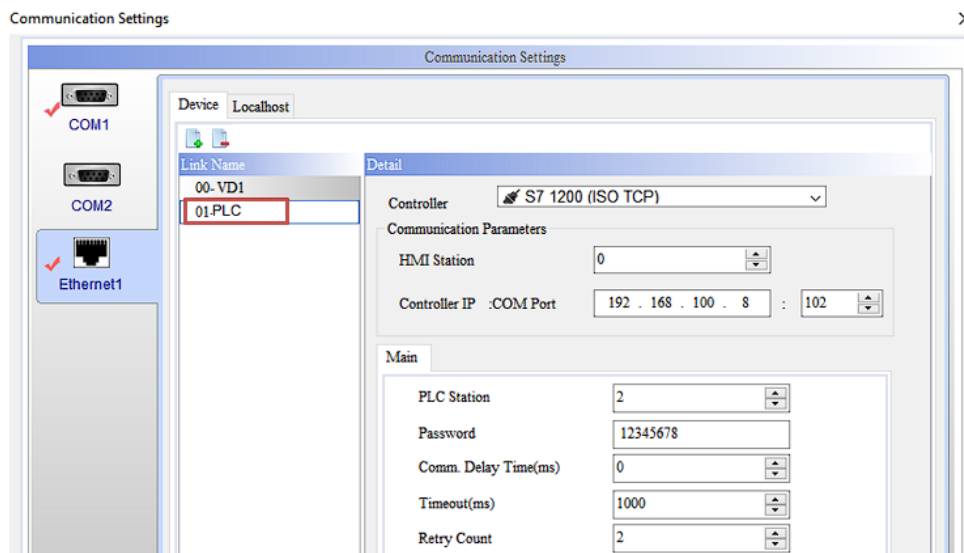 Communication Settings
Communication Settings
COM1
COM2
Ethernet1
Device Localhost
Link Name
00- VD1
01-PLC
Detail
Controller S7 1200 (ISO TCP)
Communication Parameters
HMI Station 0
Controller IP :COM Port 192 . 168 . 100 . 8 : 102
Main
PLC Station 2
Password 12345678
Comm. Delay Time(ms) 0
Timeout(ms) 1000
Retry Count 2